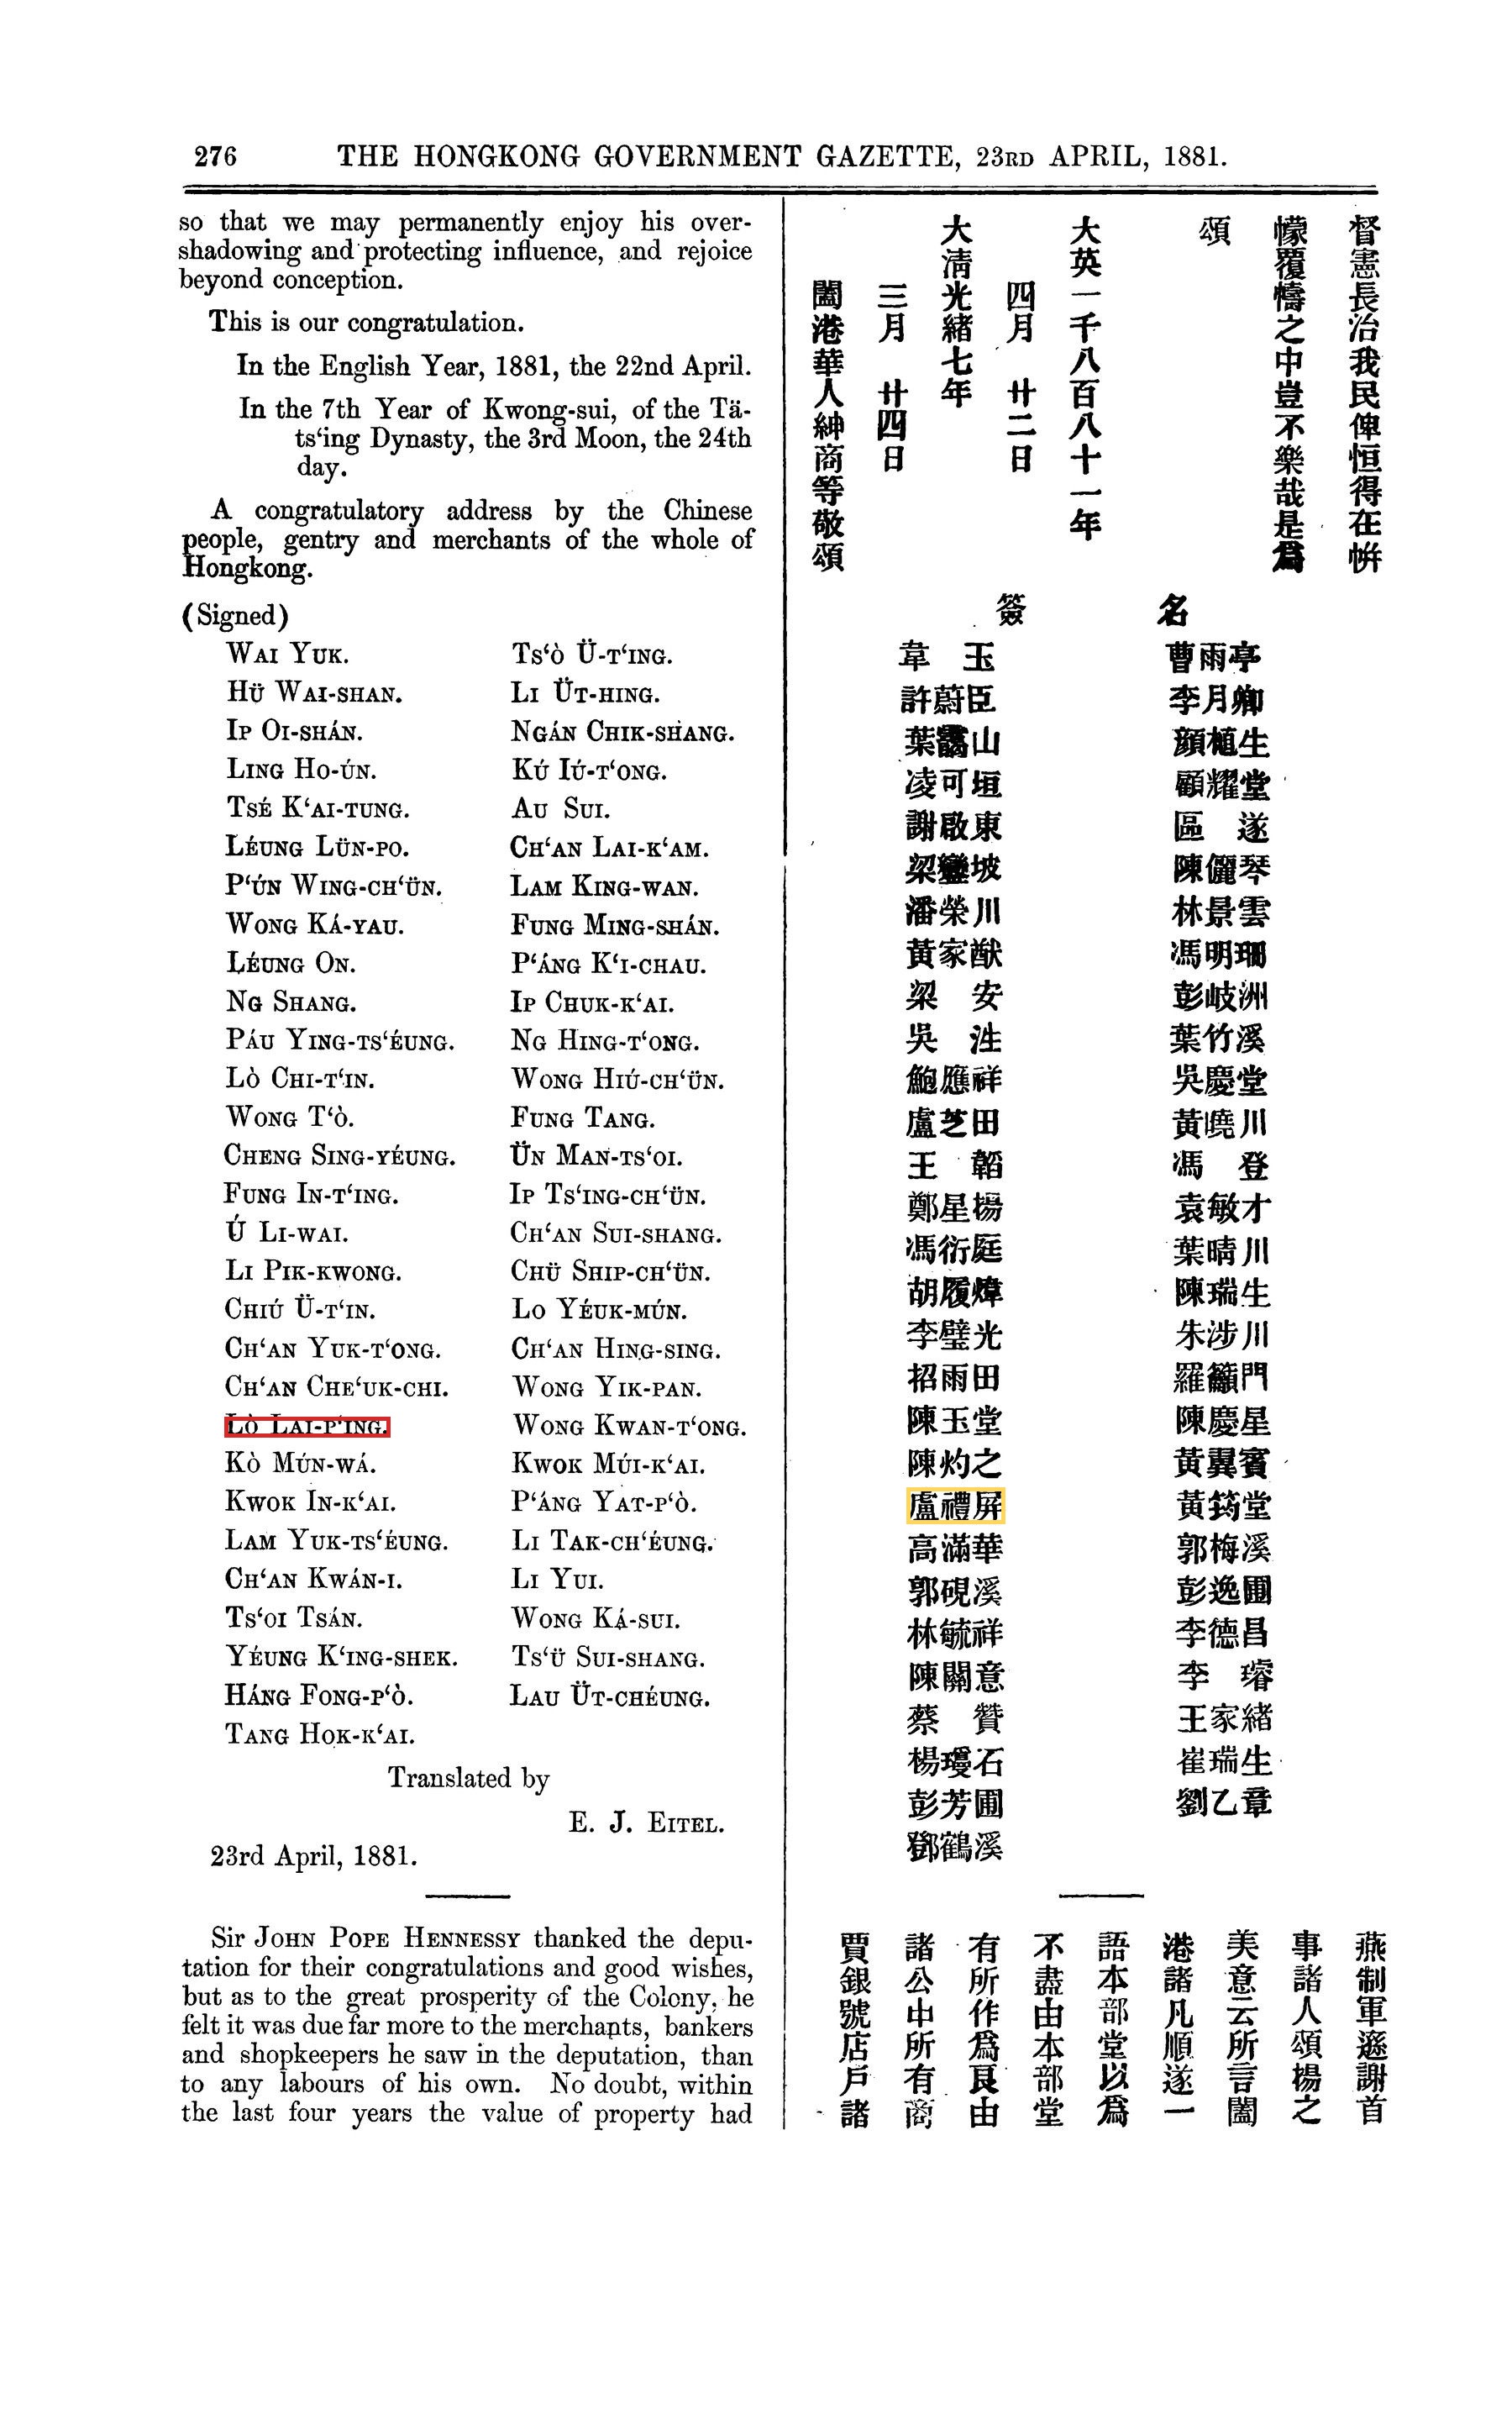 276 THE HONGKONG GOVERNMENT GAZETTE, 23RD APRIL, 1881.
so that we may permanently enjoy his over-
shadowing and protecting influence, and rejoice
beyond conception.
This is our congratulation.
In the English Year, 1881, the 22nd April.
In the 7th Year of Kwong-sui, of the Tä-
ts‘ing Dynasty, the 3rd Moon, the 24th
day.
A congratulatory address by the Chinese
people, gentry and merchants of the whole of
Hongkong.
(Signed)
WAI YUK.
HÜ WAI-SHAN.
IP OI-SHÁN.
LING HO-ÚN.
TSÉ K‘AI-TUNG.
LÉUNG LÜN-PO.
P‘ÚN WING-CH‘ÜN.
WONG KÁ-YAU.
LÉUNG ON.
NG SHANG.
PÁU YING-TS‘ÉUNG.
LÒ CHI-T‘IN.
WONG T‘Ò.
CHENG SING-YÉUNG.
FUNG IN-T‘ING.
Ú LI-WAI.
LI PIK-KWONG.
CHIÚ Ü-T‘IN.
CH‘AN YUK-T‘ONG.
CH‘AN CHE‘UK-CHI.
LÒ LAI-P‘ING.
KÒ MÚN-WÁ.
KWOK IN-K‘AI.
LAM YUK-TS‘ÉUNG.
CH‘AN KWÁN-I.
TS‘OI TSÁN.
YÉUNG K‘ING-SHEK.
HÁNG FONG-P‘Ò.
TANG HOK-K‘AI.
TS‘Ò Ü-T‘ING.
LI ÜT-HING.
NGÁN CHIK-SHANG.
KÚ IÚ-T‘ONG.
AU SUI.
CH‘AN LAI-K‘AM.
LAM KING-WAN.
FUNG MING-SHÁN.
P‘ÁNG K‘I-CHAU.
IP CHUK-K‘AI.
NG HING-T‘ONG.
WONG HIÚ-CH‘ÜN.
FUNG TANG.
ÜN MAN-TS‘OI.
IP TS‘ING-CH‘ÜN.
CH‘AN SUI-SHANG.
CHÜ SHIP-CH‘ÜN.
LO YÉUK-MÚN.
CH‘AN HING-SING.
WONG YIK-PAN.
WONG KWAN-T‘ONG.
KWOK MÚI-K‘AI.
P‘ÁNG YAT-P‘Ò.
LI TAK-CH‘ÉUNG.
LI YUI.
WONG KÁ-SUI.
TS‘Ü SUI-SHANG.
LAU ÜT-CHÉUNG.
Translated by
E. J. EITEL.
23rd April, 1881.
Sir JOHN POPE HENNESSY thanked the depu-
tation for their congratulations and good wishes,
but as to the great prosperity of the Colony, he
felt it was due far more to the merchants, bankers
and shopkeepers he saw in the deputation, than
to any labours of his own. No doubt, within
the last four years the value of property had
督憲長治我民俾恒得在帡
幪覆幬之中豈不樂哉是爲
頌
大英一千八百八十一年
四月 廿二日
大清光緒七年
三月 廿四日
闔港華人紳商等敬頌
簽 名
韋 玉
許蔚臣
葉靄山
凌可垣
謝啟東
梁鑾坡
潘榮川
黃家猷
梁 安
吳 泩
鮑應祥
盧芝田
王 韜
鄭星楊
馮衍庭
胡履煒
李璧光
招雨田
陳玉堂
陳灼之
盧禮屏
高滿華
郭硯溪
林毓祥
陳關意
蔡 贊
楊瓊石
彭芳圃
鄧鶴溪
曹雨亭
李月卿
顏植生
顧耀堂
區 遂
陳儷琴
林景雲
馮明珊
彭岐洲
葉竹溪
吳慶堂
黃曉川
馮 登
袁敏才
葉晴川
陳瑞生
朱涉川
羅籲門
陳慶星
黃翼賓
黃筠堂
郭梅溪
彭逸圃
李德昌
李 璿
王家緒
崔瑞生
劉乙章
燕制軍遜謝首
事諸人頌揚之
美意云所言闔
港諸凡順遂一
語本部堂以爲
不盡由本部堂
有所作爲良由
諸公中所有商
賈銀號店戶諸